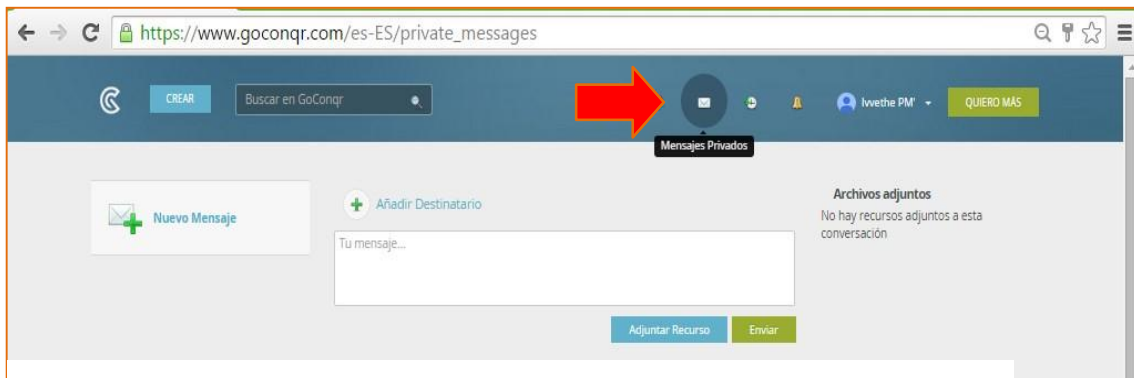 https://www.goconqr.com/es-ES/private_messages
CREAR
Buscar en GoConqr
Ivvethe PM'
QUIERO MÁS
Mensajes Privados
Nuevo Mensaje
Añadir Destinatario
Tu mensaje...
Archivos adjuntos
No hay recursos adjuntos a esta
conversación
Adjuntar Recurso
Enviar